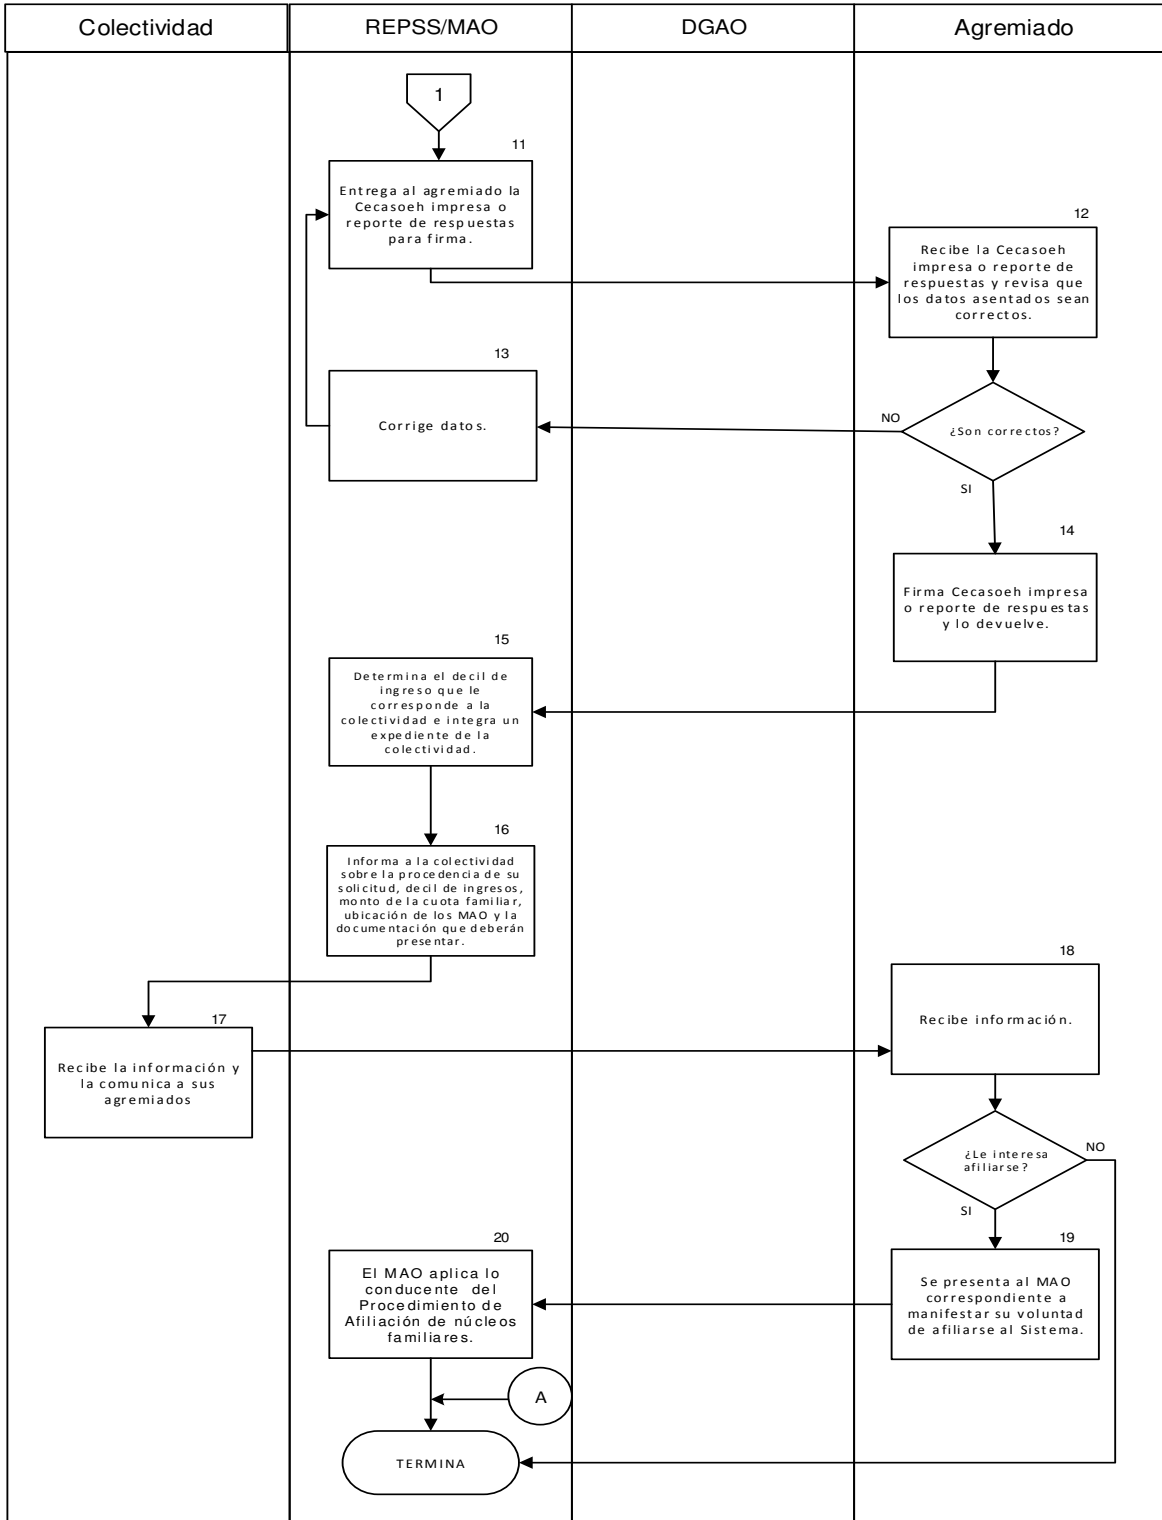 Colectividad
REPSS/MAO
DGAO
Agremiado
1
11
Entrega al agremiado la
Cecasoeh impresa o
reporte de respuestas
para firma.
12
Recibe la Cecasoeh
impresa o reporte de
respuestas y revisa que
los datos asentados sean
correctos.
13
Corrige datos.
NO
¿Son correctos?
SI
14
Firma Cecasoeh impresa
o reporte de respuestas
y lo devuelve.
15
Determina el decil de
ingreso que le
corresponde a la
colectividad e integra un
expediente de la
colectividad.
16
Informa a la colectividad
sobre la procedencia de su
solicitud, decil de ingresos,
monto de la cuota familiar,
ubicación de los MAO y la
documentación que deberán
presentar.
17
Recibe la información y
la comunica a sus
agremiados
18
Recibe información.
¿Le interesa
afiliarse?
NO
SI
19
Se presenta al MAO
correspondiente a
manifestar su voluntad
de afiliarse al Sistema.
20
El MAO aplica lo
conducente del
Procedimiento de
Afiliación de núcleos
familiares.
A
TERMINA